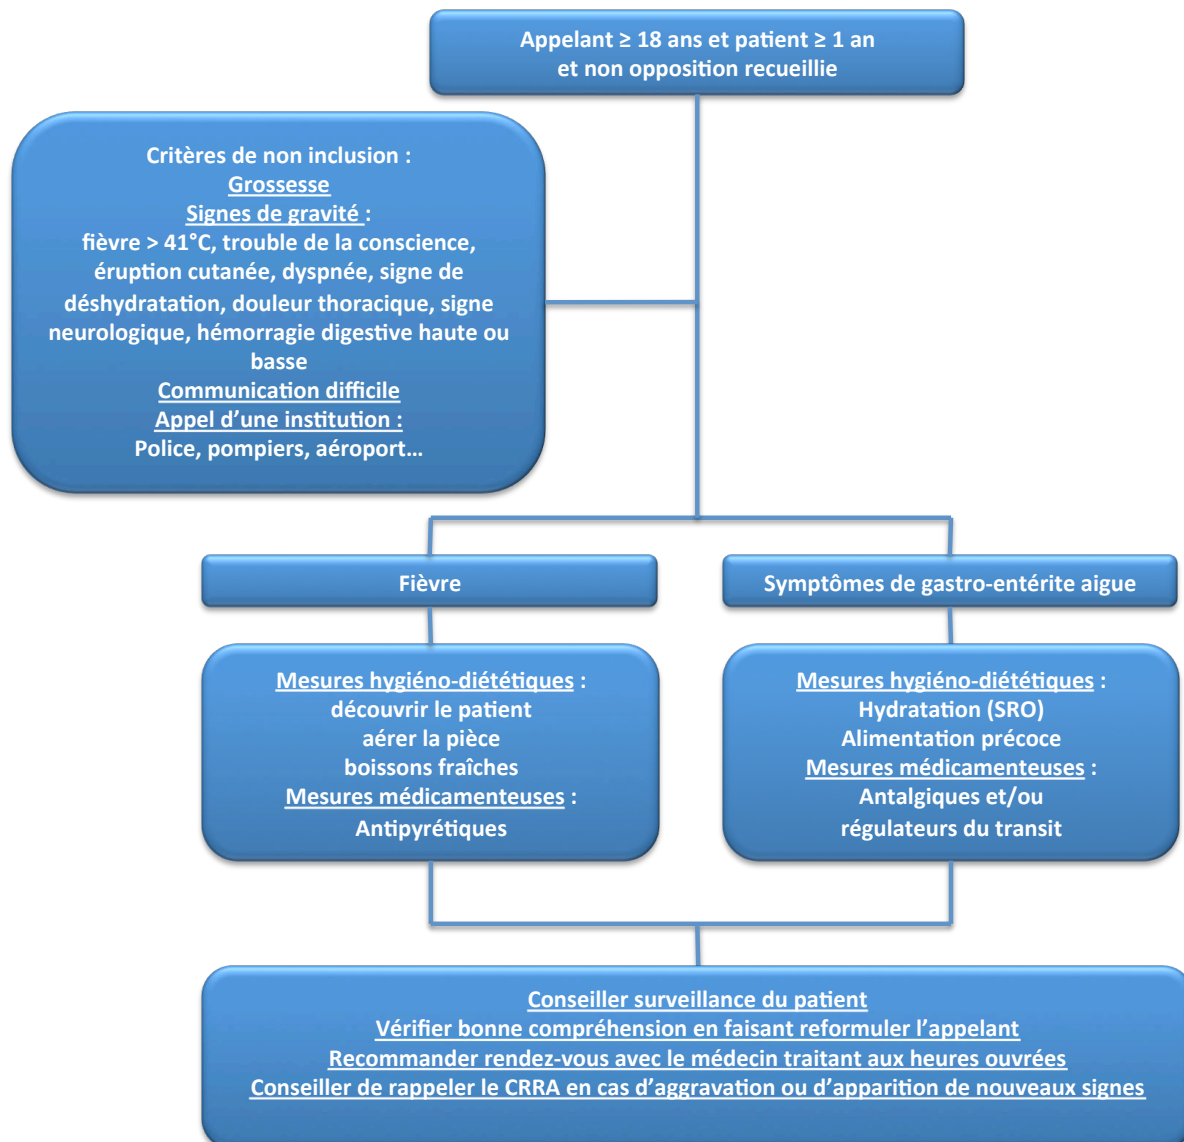 Appelant ≥ 18 ans et patient ≥ 1 an
et non opposition recueillie
Critères de non inclusion :
Grossesse
Signes de gravité :
fièvre > 41°C, trouble de la conscience,
éruption cutanée, dyspnée, signe de
déshydratation, douleur thoracique, signe
neurologique, hémorragie digestive haute ou
basse
Communication difficile
Appel d’une institution :
Police, pompiers, aéroport…
Fièvre
Mesures hygiéno-diététiques :
découvrir le patient
aérer la pièce
boissons fraîches
Mesures médicamenteuses :
Antipyrétiques
Symptômes de gastro-entérite aigue
Mesures hygiéno-diététiques :
Hydratation (SRO)
Alimentation précoce
Mesures médicamenteuses :
Antalgiques et/ou
régulateurs du transit
Conseiller surveillance du patient
Vérifier bonne compréhension en faisant reformuler l’appelant
Recommander rendez-vous avec le médecin traitant aux heures ouvrées
Conseiller de rappeler le CRRA en cas d’aggravation ou d’apparition de nouveaux signes